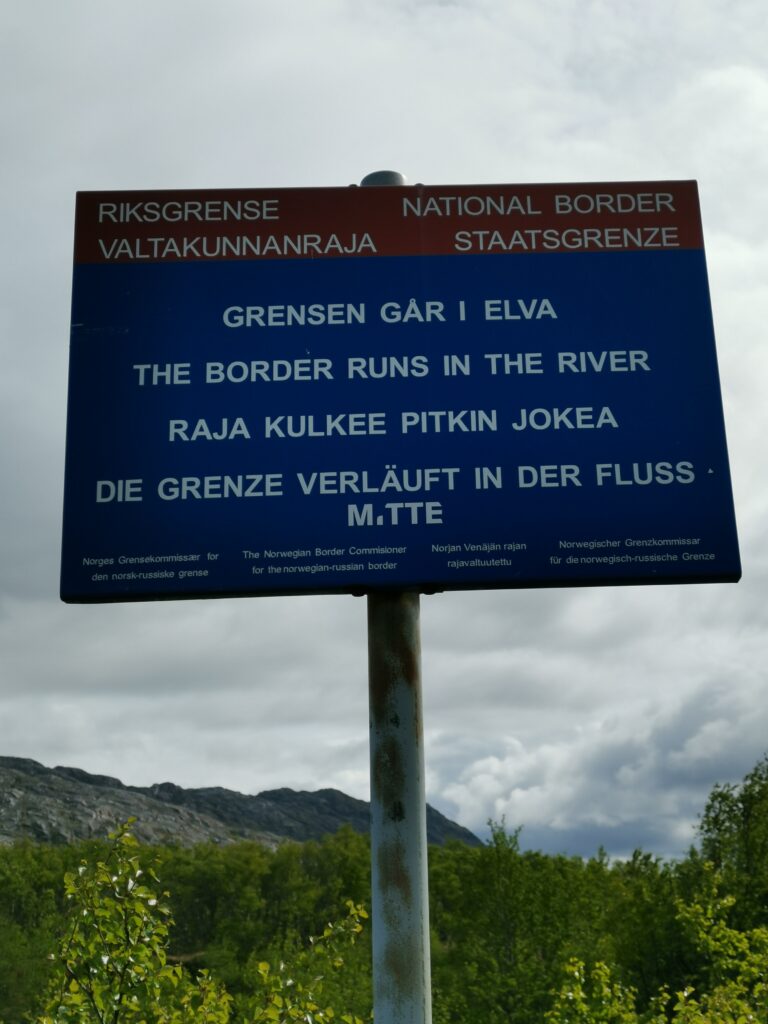 RIKSGRENSE NATIONAL BORDER
VALTAKUNNANRAJA STAATSGRENZE
GRENSEN GÅR I ELVA
THE BORDER RUNS IN THE RIVER
RAJA KULKEE PITKIN JOKEA
DIE GRENZE VERLÄUFT IN DER FLUSS
MITTE
Norges Grensekommissær for
den norsk-russiske grense
The Norwegian Border Commisioner
for the norwegian-russian border
Norjan Venäjän rajan
rajavaltuutettu
Norwegischer Grenzkommissar
für die norwegisch-russische Grenze